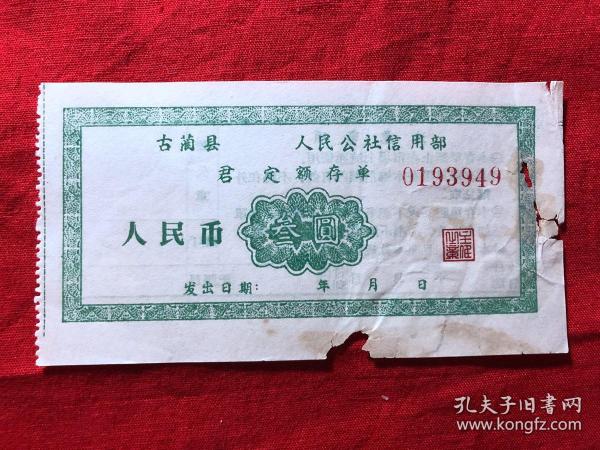 古蔺县 人民公社信用部
君定额存单 0193949
人民币 叁圆
发出日期： 年 月 日
孔夫子旧书网
www.kongfz.com